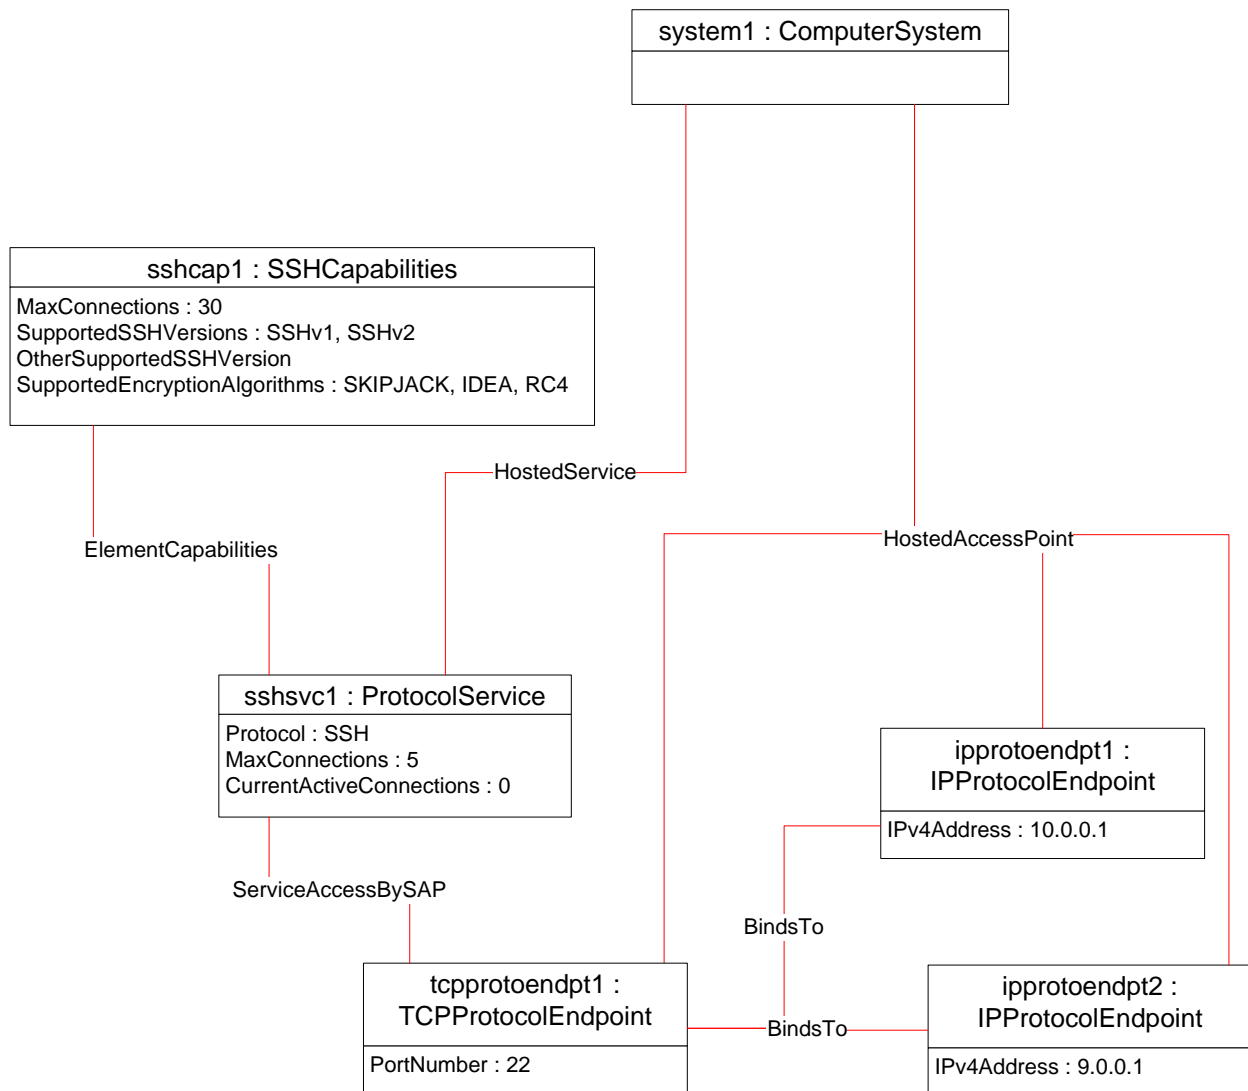 system1 : ComputerSystem
sshcap1 : SSHCapabilities
MaxConnections : 30
SupportedSSHVersions : SSHv1, SSHv2
OtherSupportedSSHVersion
SupportedEncryptionAlgorithms : SKIPJACK, IDEA, RC4
HostedService
HostedAccessPoint
ElementCapabilities
sshsvc1 : ProtocolService
Protocol : SSH
MaxConnections : 5
CurrentActiveConnections : 0
ipprotoendpt1 :
IPProtocolEndpoint
IPv4Address : 10.0.0.1
ServiceAccessBySAP
BindsTo
tcpprotoendpt1 :
TCPProtocolEndpoint
PortNumber : 22
BindsTo
ipprotoendpt2 :
IPProtocolEndpoint
IPv4Address : 9.0.0.1